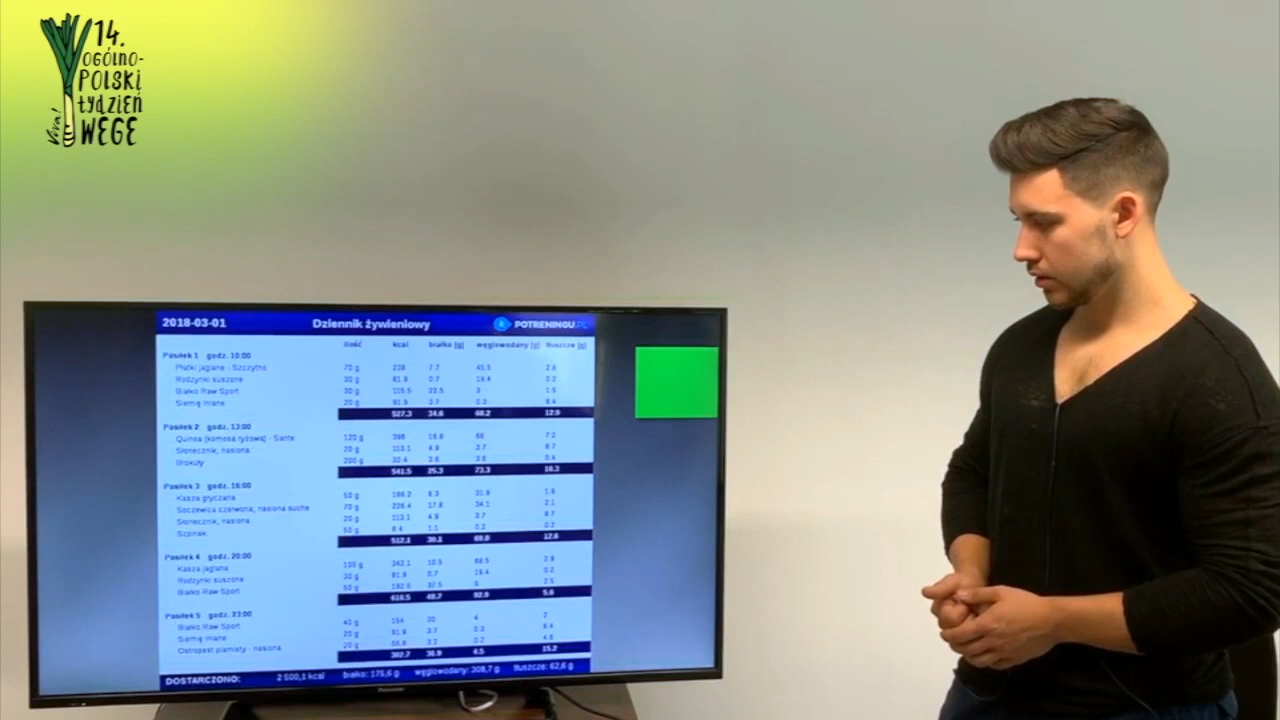 14.
OGÓLNO-
POLSKI
tydzień
WEGE
Viva!
2018-03-01 Dziennik żywieniowy POTRENINGU.PL
ilość kcal białko [g] węglowodany [g] tłuszcze [g]
Posiłek 1 godz. 10:00
Płatki jaglane - Szczytno 70 g 238 7.7 45.5 2.8
Rodzynki suszone 30 g 81.9 0.7 19.4 0.2
Białko Raw Sport 30 g 115.5 22.5 3 1.5
Siemię lniane 20 g 91.9 3.7 0.3 8.4
527.3 34.6 68.2 12.9
Posiłek 2 godz. 13:00
Quinoa (komosa ryżowa) - Sante 120 g 398 16.8 66 7.2
Słonecznik, nasiona 20 g 113.1 4.9 3.7 8.7
Brokuły 200 g 30.4 3.6 3.6 0.4
541.5 25.3 73.3 16.3
Posiłek 3 godz. 16:00
Kasza gryczana 50 g 166.2 6.3 31.8 1.6
Soczewica czerwona, nasiona suche 70 g 226.4 17.8 34.1 2.1
Słonecznik, nasiona 20 g 113.1 4.9 3.7 8.7
Szpinak 50 g 8.4 1.1 0.2 0.2
512.1 30.1 69.8 12.6
Posiłek 4 godz. 20:00
Kasza jaglana 100 g 342.1 10.5 68.5 2.9
Rodzynki suszone 30 g 81.9 0.7 19.4 0.2
Białko Raw Sport 50 g 192.5 37.5 5 2.5
616.5 48.7 92.9 5.6
Posiłek 5 godz. 23:00
Białko Raw Sport 40 g 154 30 4 2
Siemię lniane 20 g 91.9 3.7 0.3 8.4
Ostropest plamisty - nasiona 20 g 56.8 3.2 0.2 4.8
302.7 36.9 4.5 15.2
DOSTARCZONO: 2 500,1 kcal białko: 175,6 g węglowodany: 308,7 g tłuszcze: 62,6 g
Panasonic